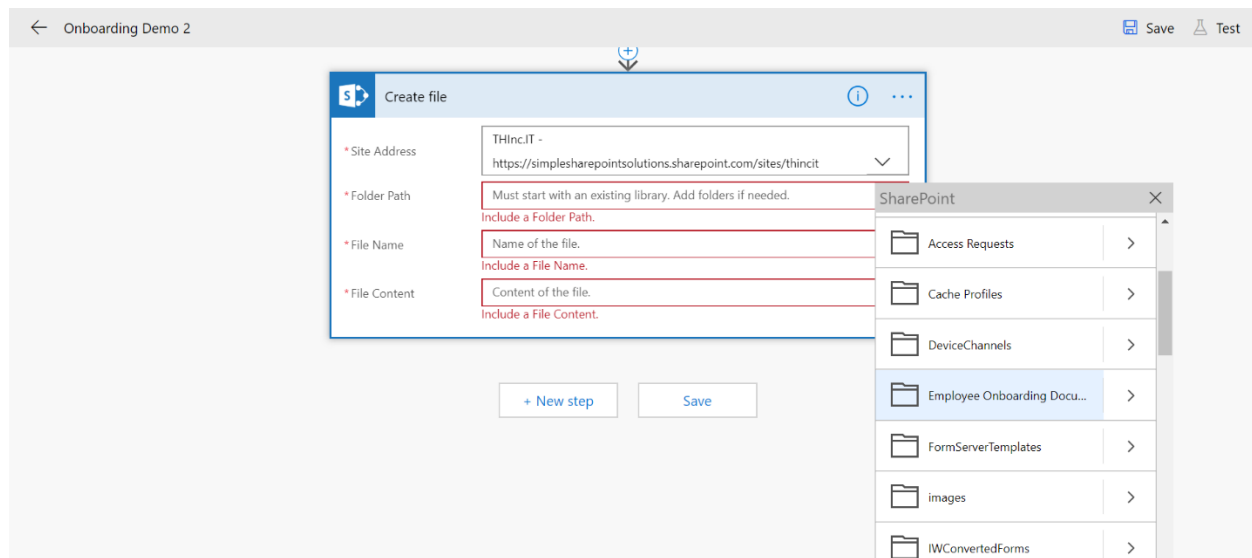 Onboarding Demo 2
Save
Test
Create file
* Site Address
THInc.IT -
https://simplesharepointsolutions.sharepoint.com/sites/thincit
* Folder Path
Must start with an existing library. Add folders if needed.
Include a Folder Path.
* File Name
Name of the file.
Include a File Name.
* File Content
Content of the file.
Include a File Content.
+ New step
Save
SharePoint
Access Requests
Cache Profiles
DeviceChannels
Employee Onboarding Docu...
FormServerTemplates
images
IWConvertedForms